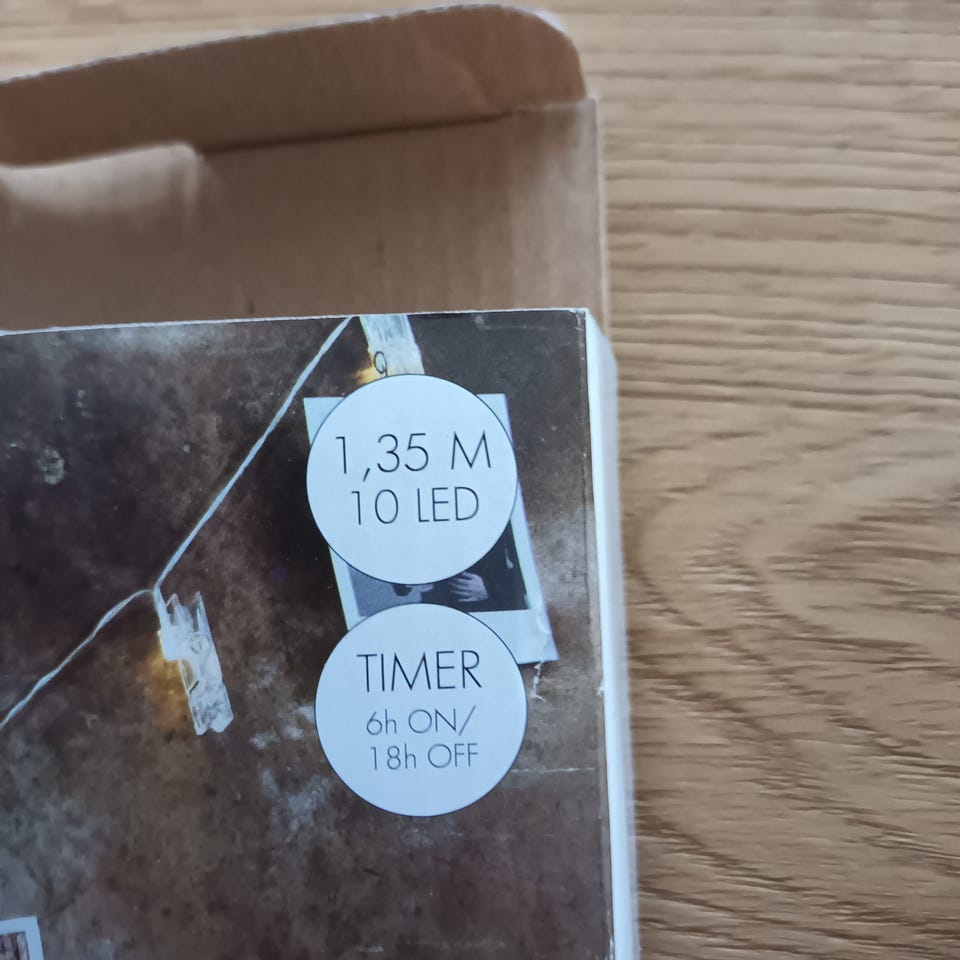 1,35 M
10 LED
TIMER
6h ON/
18h OFF